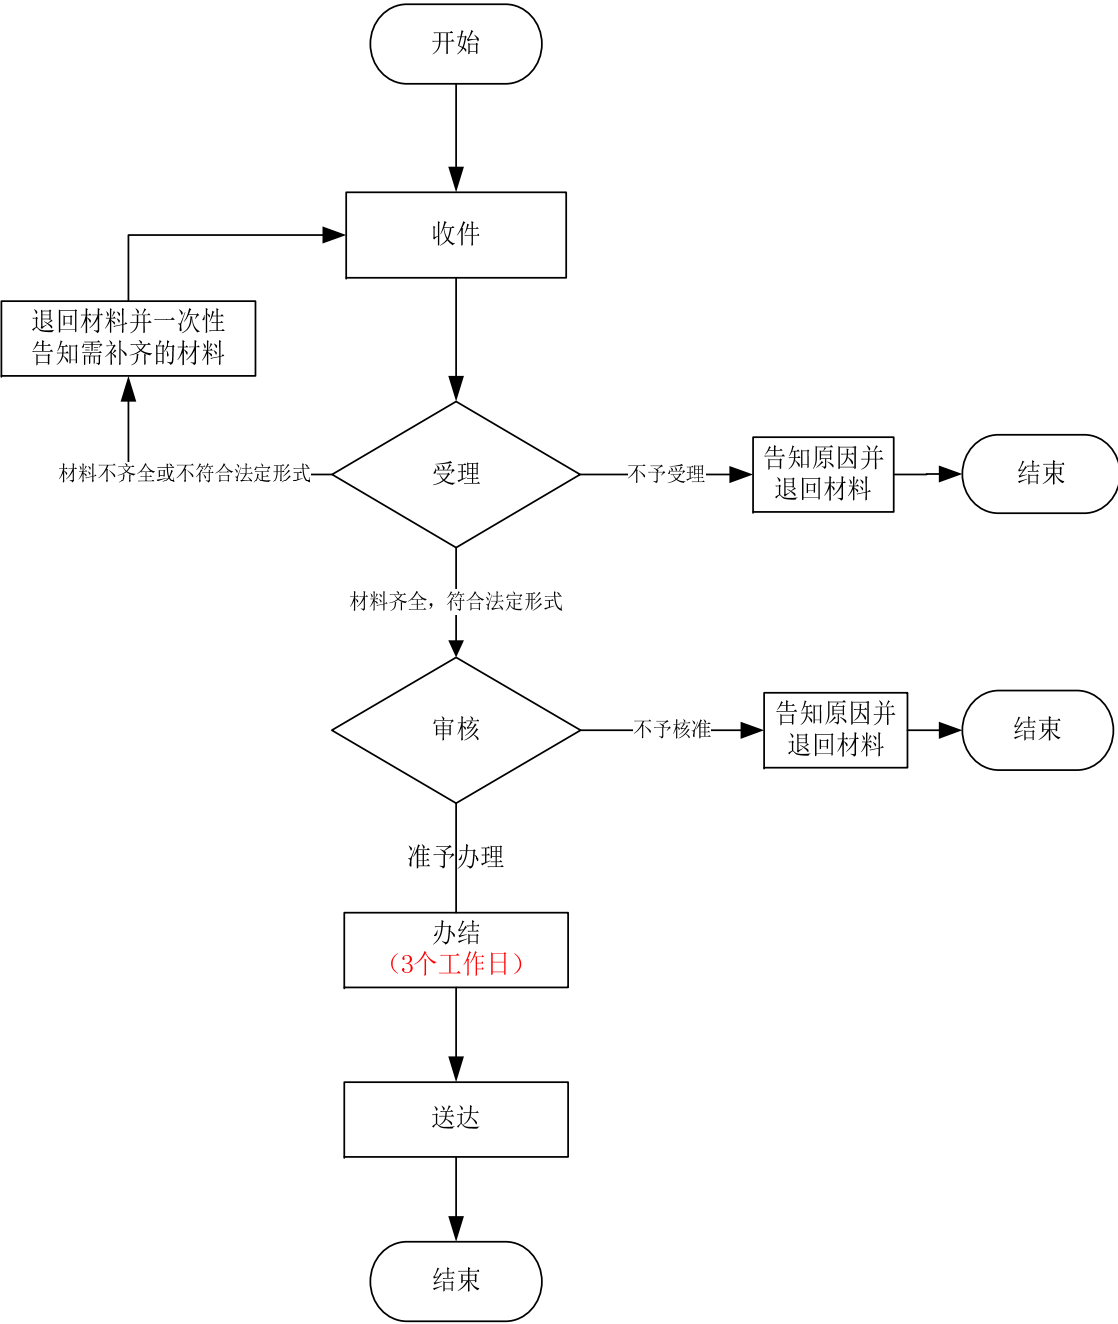 开始
收件
退回材料并一次性
告知需补齐的材料
材料不齐全或不符合法定形式
受理
不予受理
告知原因并
退回材料
结束
材料齐全，符合法定形式
审核
不予核准
告知原因并
退回材料
结束
准予办理
办结
（3个工作日）
送达
结束